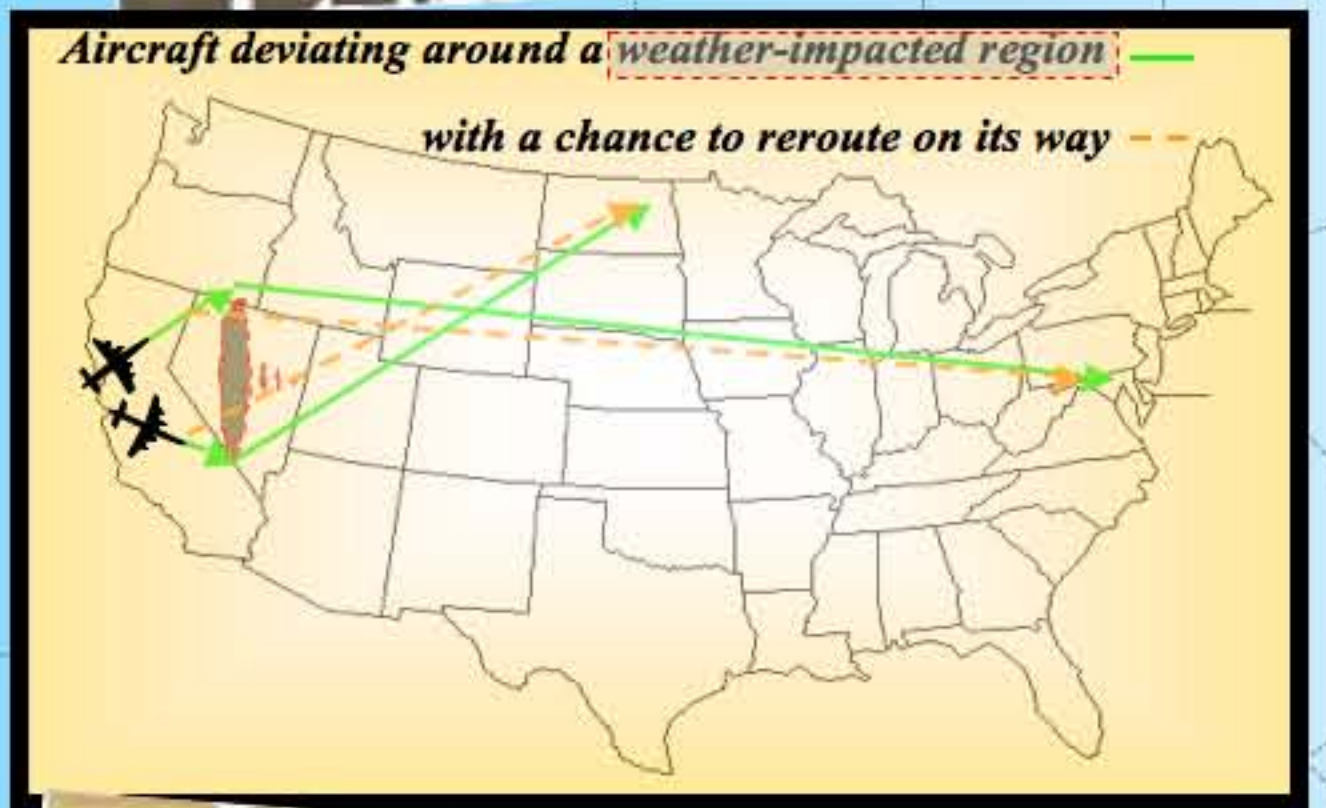 Aircraft deviating around a weather-impacted region
with a chance to reroute on its way